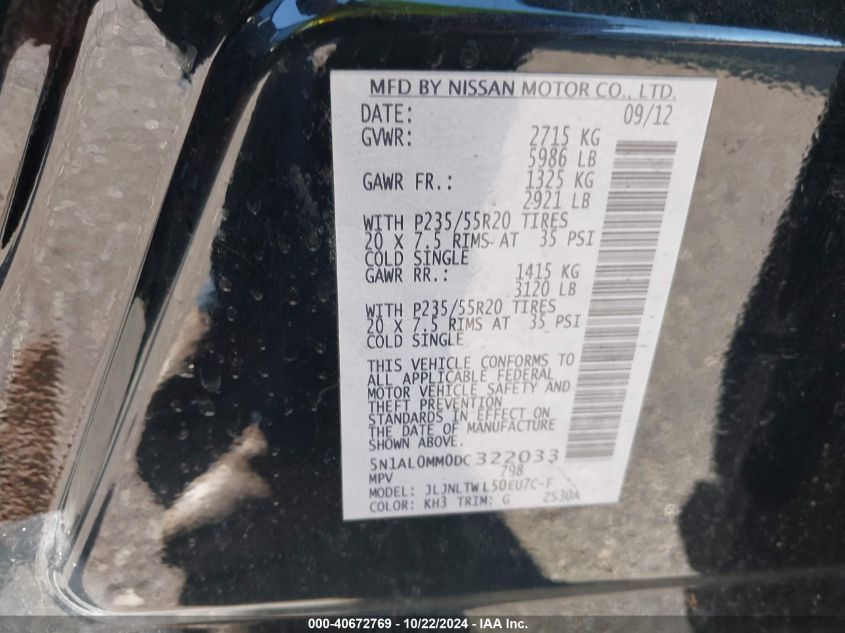 MFD BY NISSAN MOTOR CO., LTD.
DATE: 09/12
GVWR: 2715 KG
5986 LB
GAWR FR.: 1325 KG
2921 LB
WITH P235/55R20 TIRES
20 X 7.5 RIMS AT 35 PSI
COLD SINGLE
GAWR RR.: 1415 KG
3120 LB
WITH P235/55R20 TIRES
20 X 7.5 RIMS AT 35 PSI
COLD SINGLE
THIS VEHICLE CONFORMS TO
ALL APPLICABLE FEDERAL
MOTOR VEHICLE SAFETY AND
THEFT PREVENTION
STANDARDS IN EFFECT ON
THE DATE OF MANUFACTURE
SHOWN ABOVE.
5N1AL0MM0DC322033
MPV 798
MODEL: JLJNLTWL50EU7C-F
COLOR: KH3 TRIM: G ZS30A
000-40672769 - 10/22/2024 - IAA Inc.